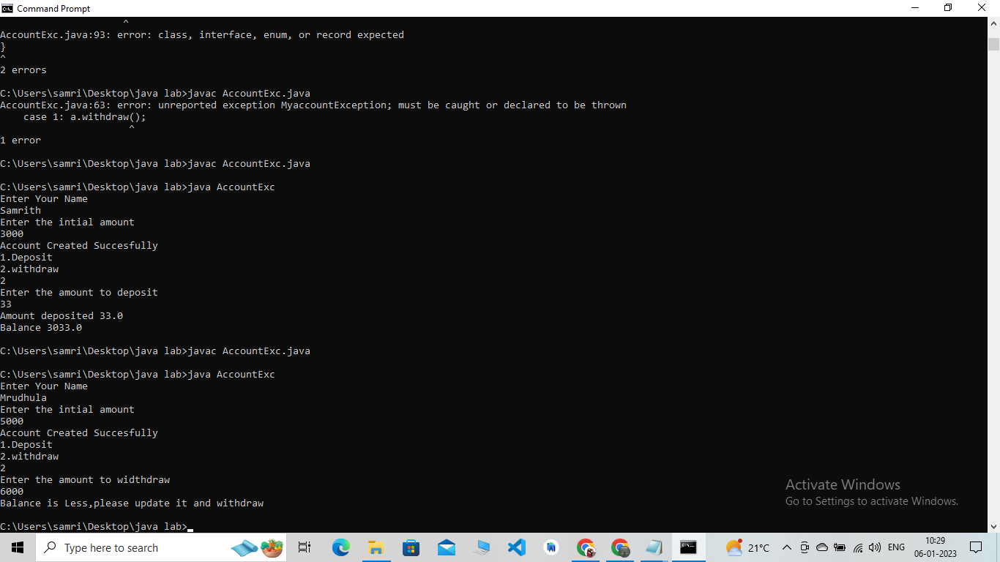 Command Prompt
^
AccountExc.java:93: error: class, interface, enum, or record expected
}
^
2 errors
C:\Users\samri\Desktop\java lab>javac AccountExc.java
AccountExc.java:63: error: unreported exception MyaccountException; must be caught or declared to be thrown
case 1: a.withdraw();
^
1 error
C:\Users\samri\Desktop\java lab>javac AccountExc.java
C:\Users\samri\Desktop\java lab>java AccountExc
Enter Your Name
Samrith
Enter the intial amount
3000
Account Created Succesfully
1.Deposit
2.withdraw
2
Enter the amount to deposit
33
Amount deposited 33.0
Balance 3033.0
C:\Users\samri\Desktop\java lab>javac AccountExc.java
C:\Users\samri\Desktop\java lab>java AccountExc
Enter Your Name
Mrudhula
Enter the intial amount
5000
Account Created Succesfully
1.Deposit
2.withdraw
2
Enter the amount to widthdraw
6000
Balance is Less,please update it and withdraw
C:\Users\samri\Desktop\java lab>
Activate Windows
Go to Settings to activate Windows.
Type here to search
21°C
ENG
10:29
06-01-2023